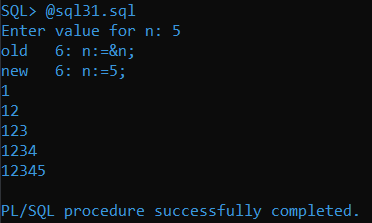 SQL> @sql31.sql
Enter value for n: 5
old   6: n:=&n;
new   6: n:=5;
1
12
123
1234
12345
PL/SQL procedure successfully completed.